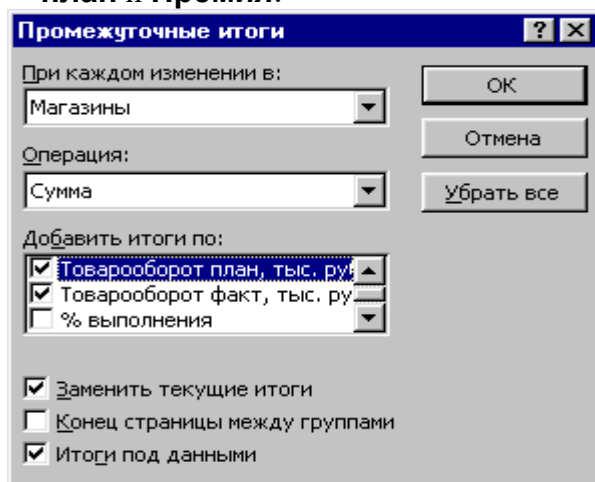 план и Премия.
Промежуточные итоги
При каждом изменении в:
Магазины
Операция:
Сумма
Добавить итоги по:
Товарооборот план, тыс. ру
Товарооборот факт, тыс. ру
% выполнения
Заменить текущие итоги
Конец страницы между группами
Итоги под данными
OK
Отмена
Убрать все